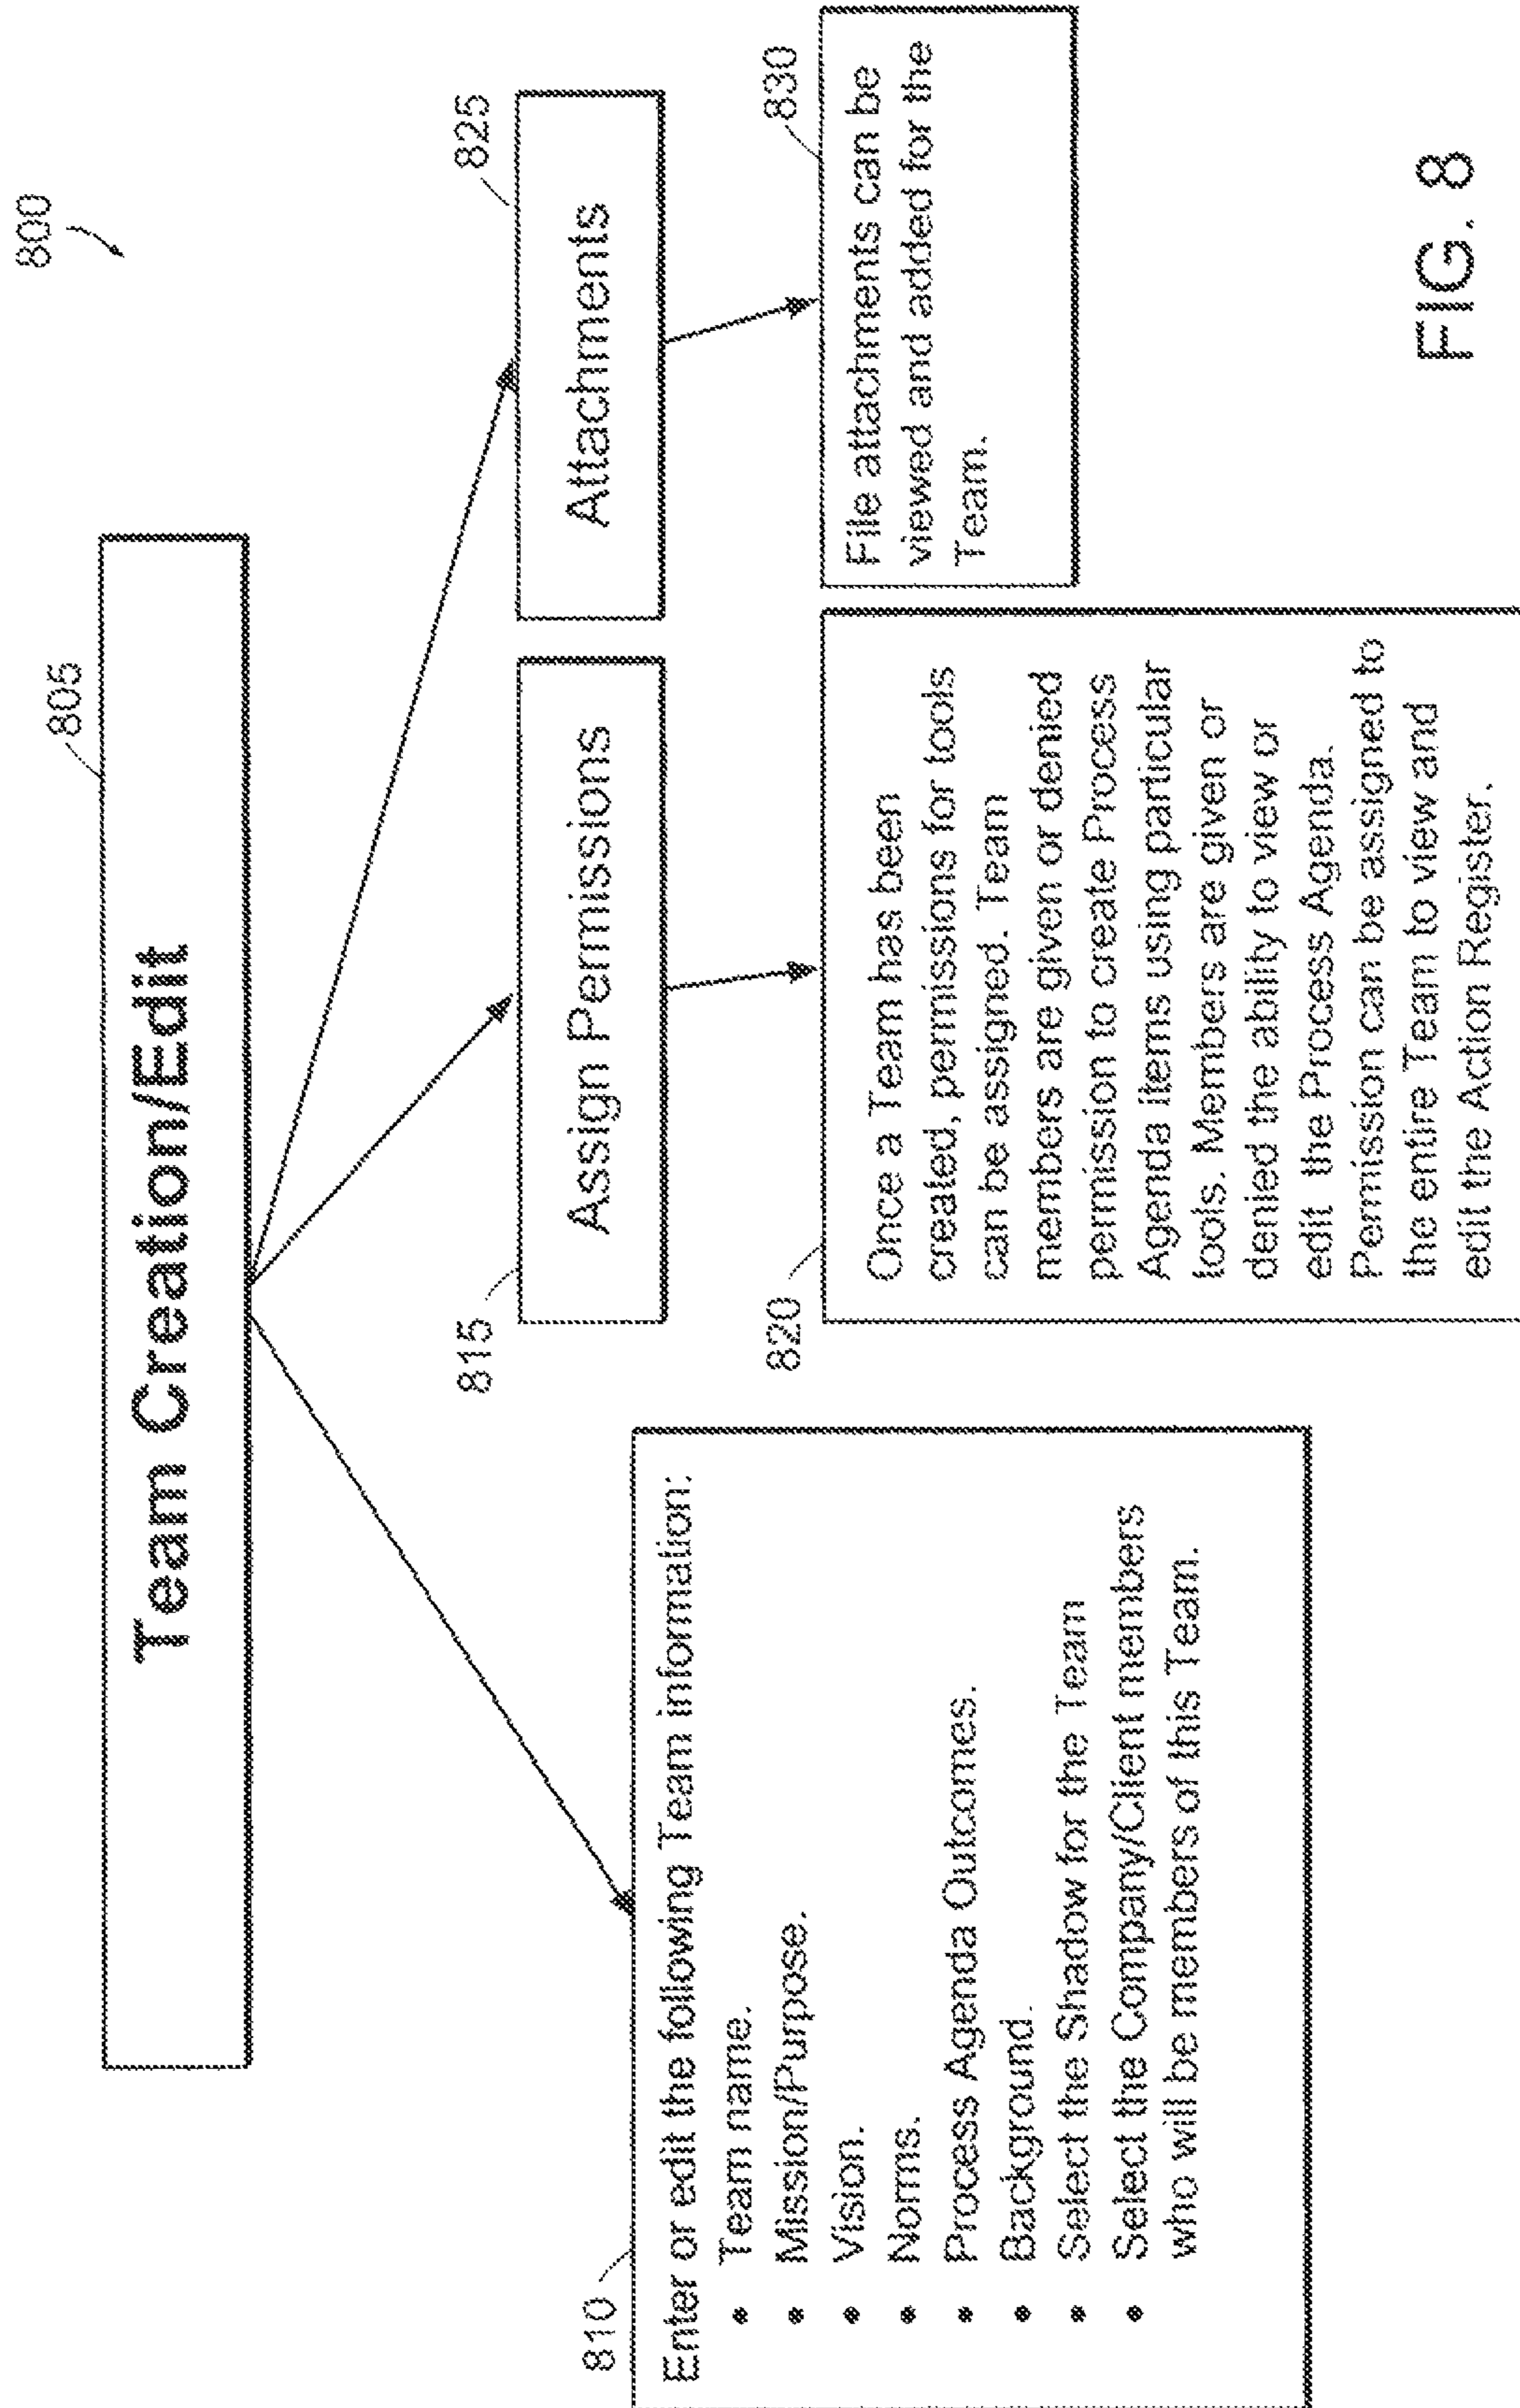 800
805
Team Creation/Edit
810
Enter or edit the following Team information:
• Team name.
• Mission/Purpose.
• Vision.
• Norms.
• Process Agenda Outcomes.
• Background.
• Select the Shadow for the Team
• Select the Company/Client members
who will be members of this Team.
815
Assign Permissions
820
Once a Team has been
created, permissions for tools
can be assigned. Team
members are given or denied
permission to create Process
Agenda items using particular
tools. Members are given or
denied the ability to view or
edit the Process Agenda.
Permission can be assigned to
the entire Team to view and
edit the Action Register.
825
Attachments
830
File attachments can be
viewed and added for the
Team.
FIG. 8